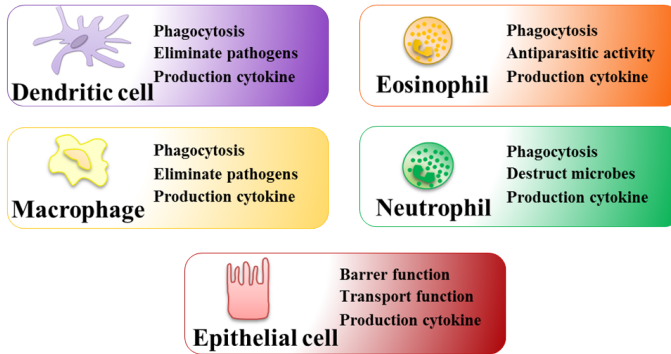 Dendritic cell
Phagocytosis
Eliminate pathogens
Production cytokine
Eosinophil
Phagocytosis
Antiparasitic activity
Production cytokine
Macrophage
Phagocytosis
Eliminate pathogens
Production cytokine
Neutrophil
Phagocytosis
Destruct microbes
Production cytokine
Epithelial cell
Barrer function
Transport function
Production cytokine